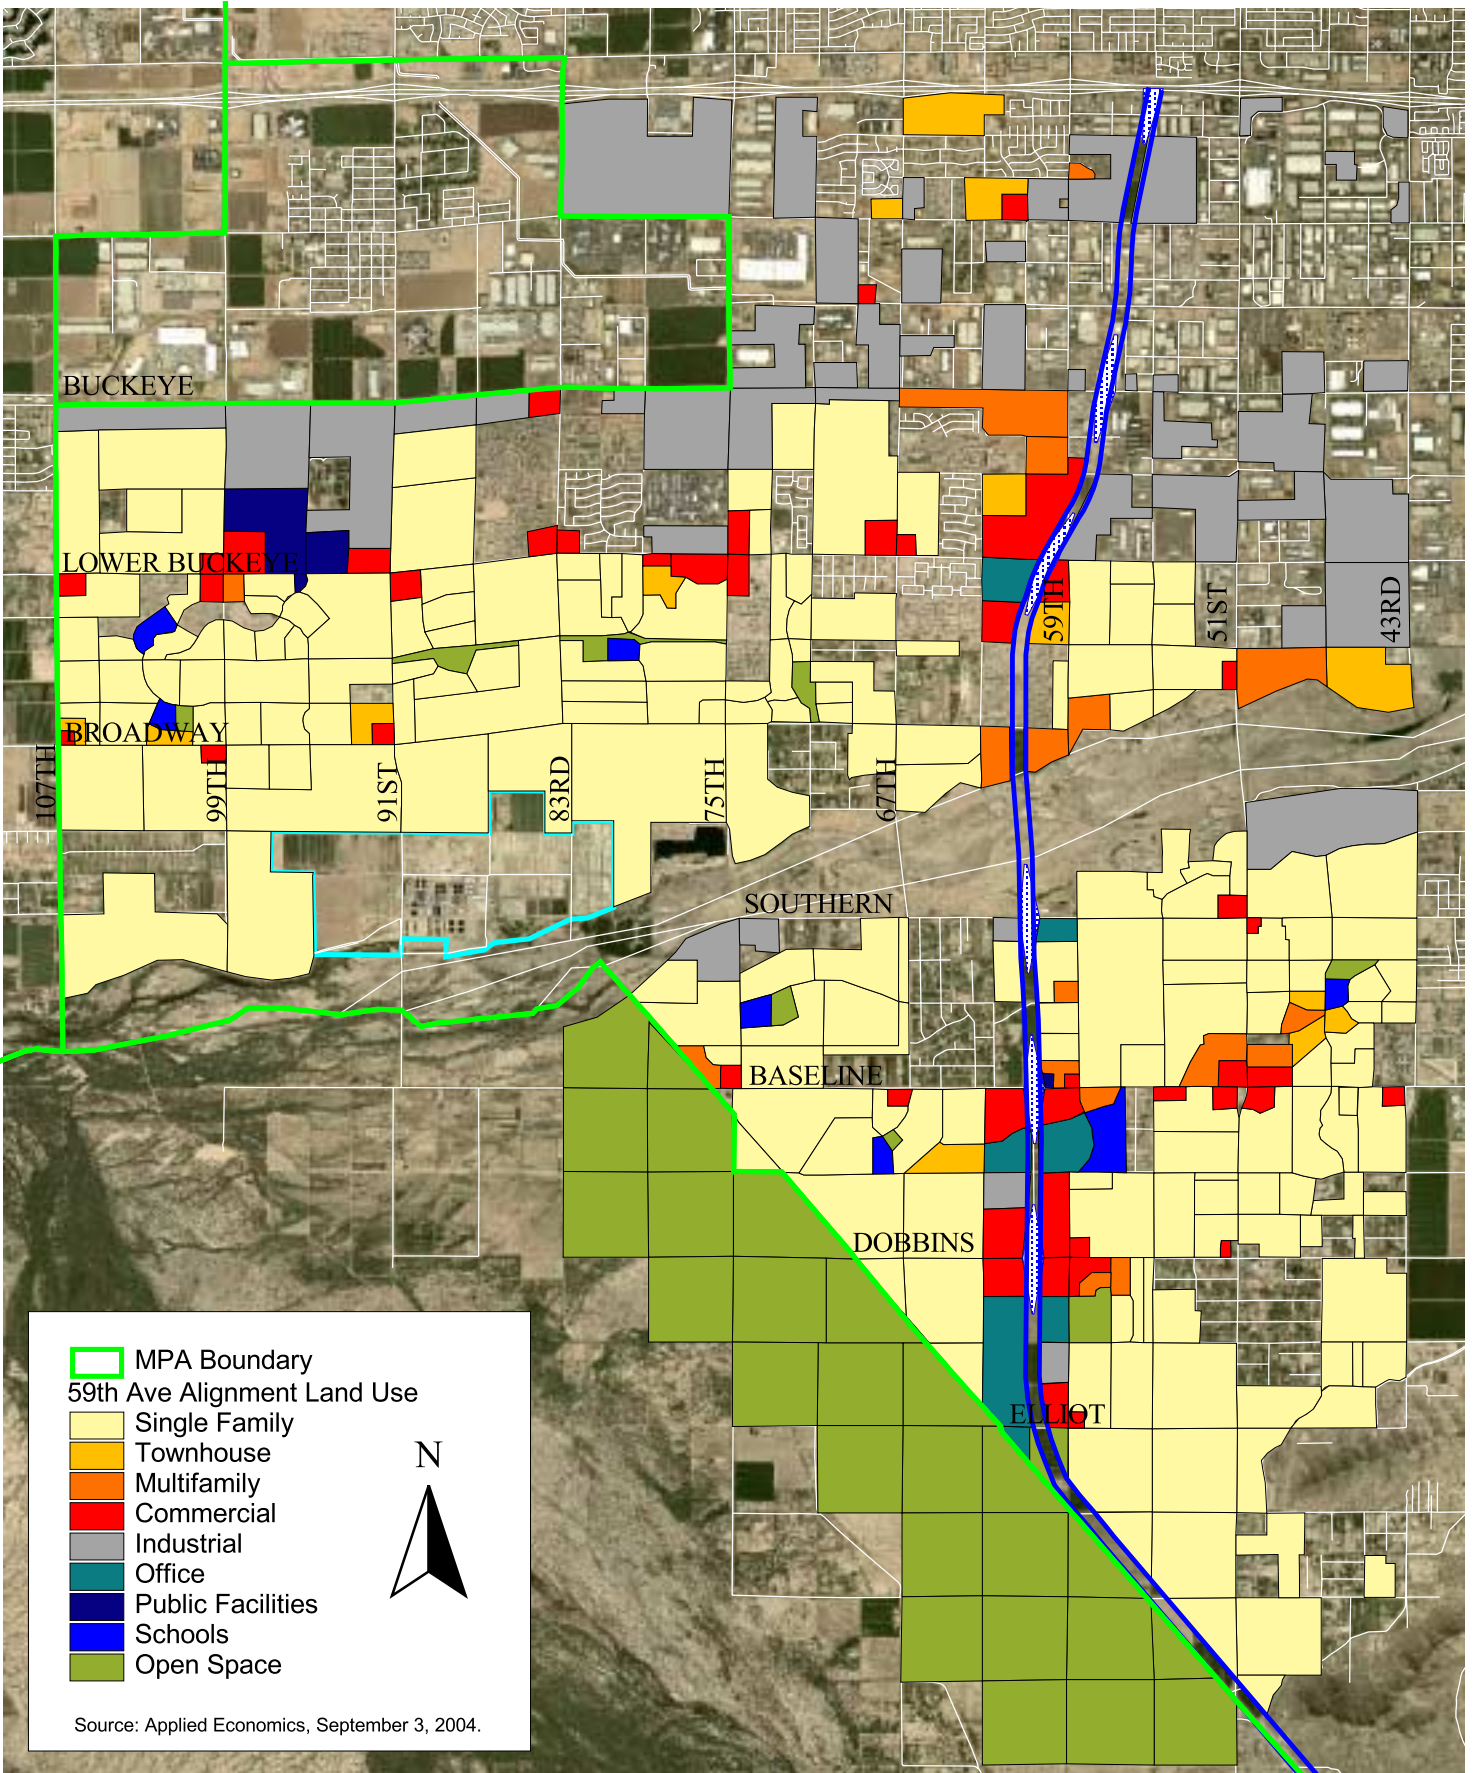 BUCKEYE
LOWER BUCKEYE
59TH
51ST
43RD
BROADWAY
107TH
99TH
91ST
83RD
75TH
67TH
SOUTHERN
BASELINE
DOBBINS
ELLIOT
MPA Boundary
59th Ave Alignment Land Use
Single Family
Townhouse
Multifamily
Commercial
Industrial
Office
Public Facilities
Schools
Open Space
N
Source: Applied Economics, September 3, 2004.